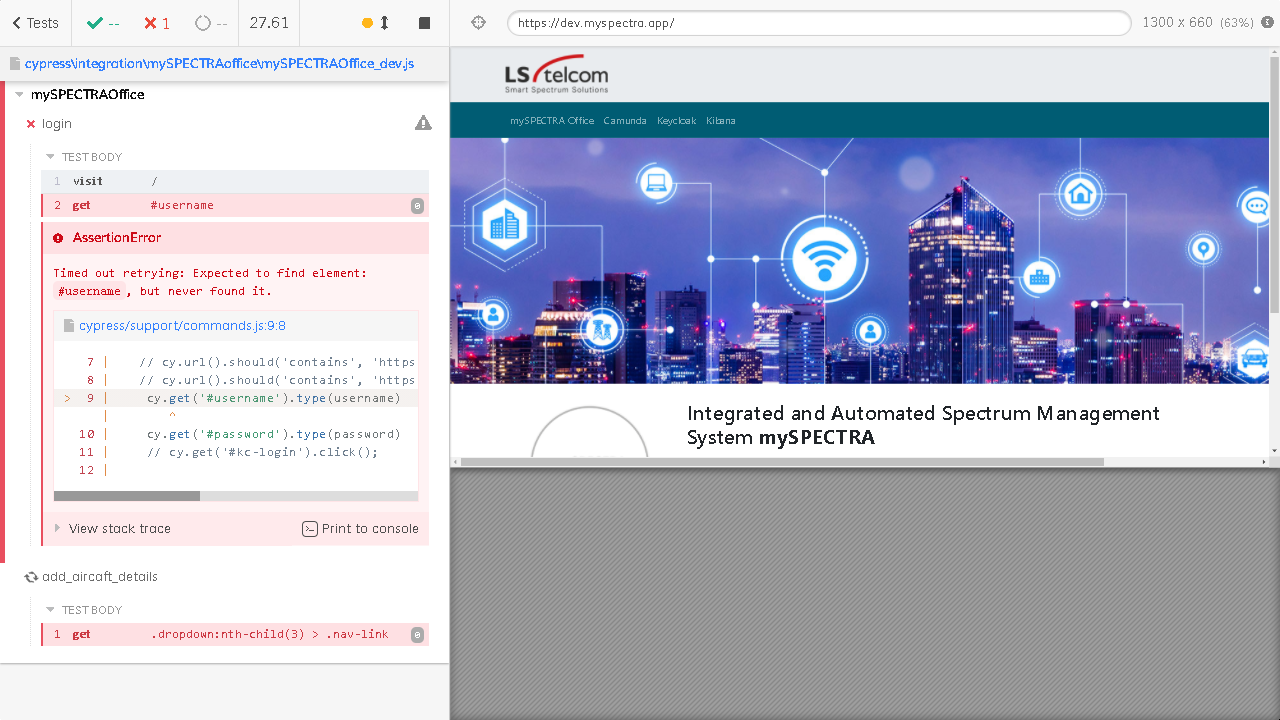 Tests
--
1
--
27.61
https://dev.myspectra.app/
1300 x 660 (63%)
cypress\integration\mySPECTRAoffice\mySPECTRAOffice_dev.js
mySPECTRAOffice
login
TEST BODY
1 visit /
2 get #username 0
AssertionError
Timed out retrying: Expected to find element:
#username, but never found it.
cypress/support/commands.js:9:8
7 | // cy.url().should('contains', 'https
8 | // cy.url().should('contains', 'https
> 9 | cy.get('#username').type(username)
| ^
10 | cy.get('#password').type(password)
11 | // cy.get('#kc-login').click();
12 |
View stack trace
Print to console
add_aircaft_details
TEST BODY
1 get .dropdown:nth-child(3) > .nav-link 0
LS telcom
Smart Spectrum Solutions
mySPECTRA Office Camunda Keycloak Kibana
Integrated and Automated Spectrum Management
System mySPECTRA